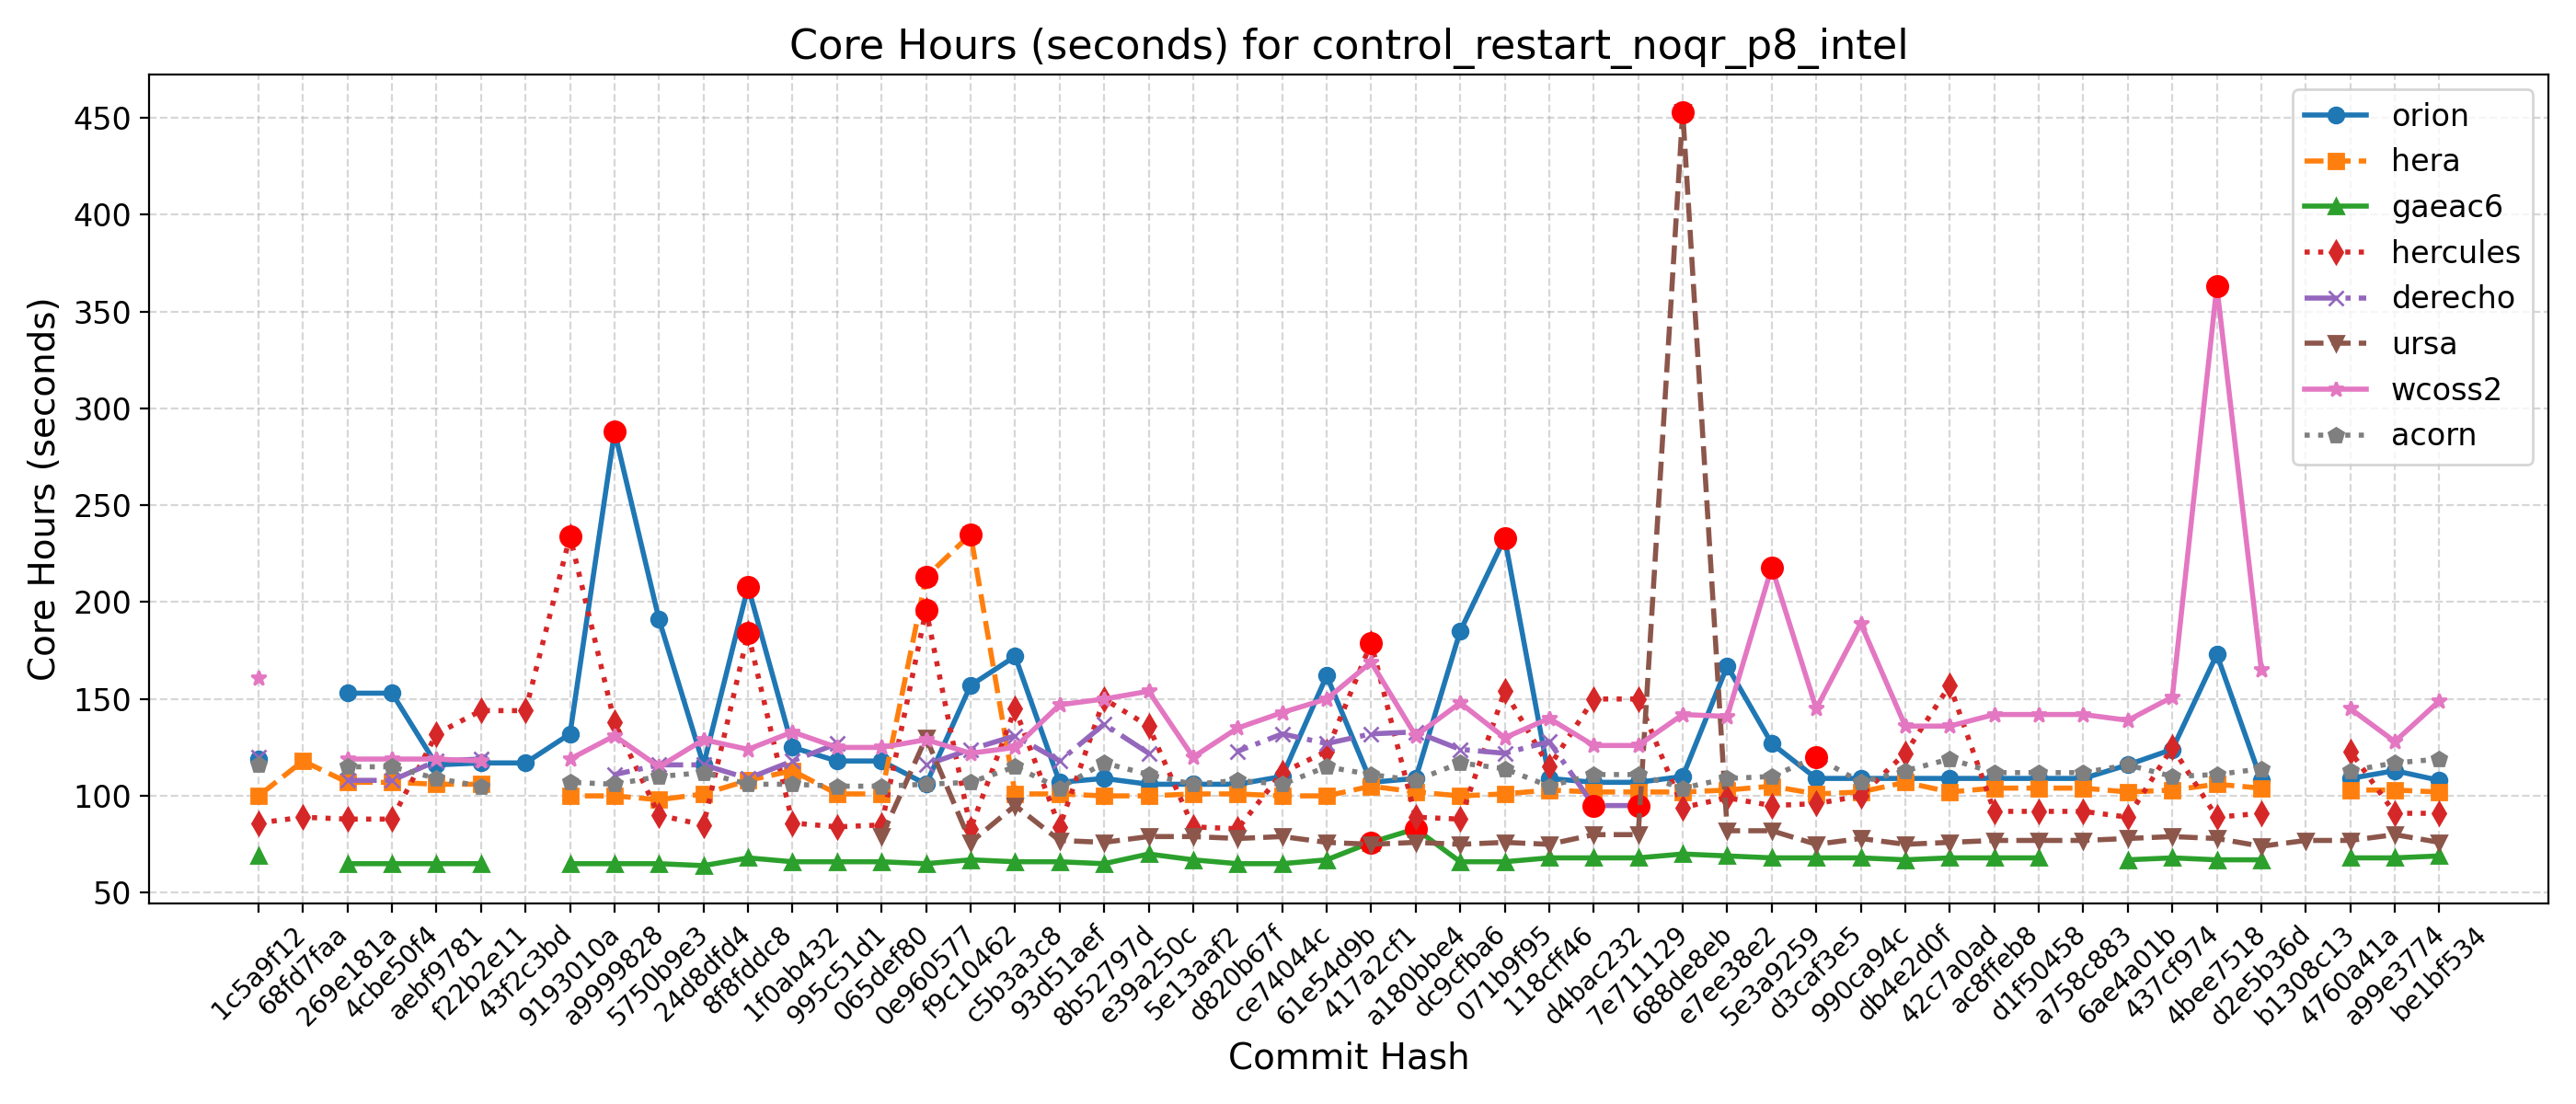 Core Hours (seconds) for control_restart_noqr_p8_intel
Core Hours (seconds)
450
400
350
300
250
200
150
100
50
orion
hera
gaeac6
hercules
derecho
ursa
wcoss2
acorn
1c5a9f12
68fd7faa
269e181a
4cbe50f4
aebf9781
f22b2e11
43f2c3bd
9193010a
a9999828
5750b9e3
24d8dfd4
8f8fddc8
1f0ab432
995c51d1
065def80
0e960577
f9c10462
c5b3a3c8
93d51aef
8b52797d
e39a250c
5e13aaf2
d820b67f
ce74044c
61e54d9b
417a2cf1
a180bbe4
dc9cfba6
071b9f95
118cff46
d4bac232
7e711129
688de8eb
e7ee38e2
5e3a9259
d3caf3e5
990ca94c
db4e2d0f
42c7a0ad
ac8ffeb8
d1f50458
a758c883
6ae4a01b
437cf974
4bee7518
d2e5b36d
b1308c13
4760a41a
a99e3774
be1bf534
Commit Hash